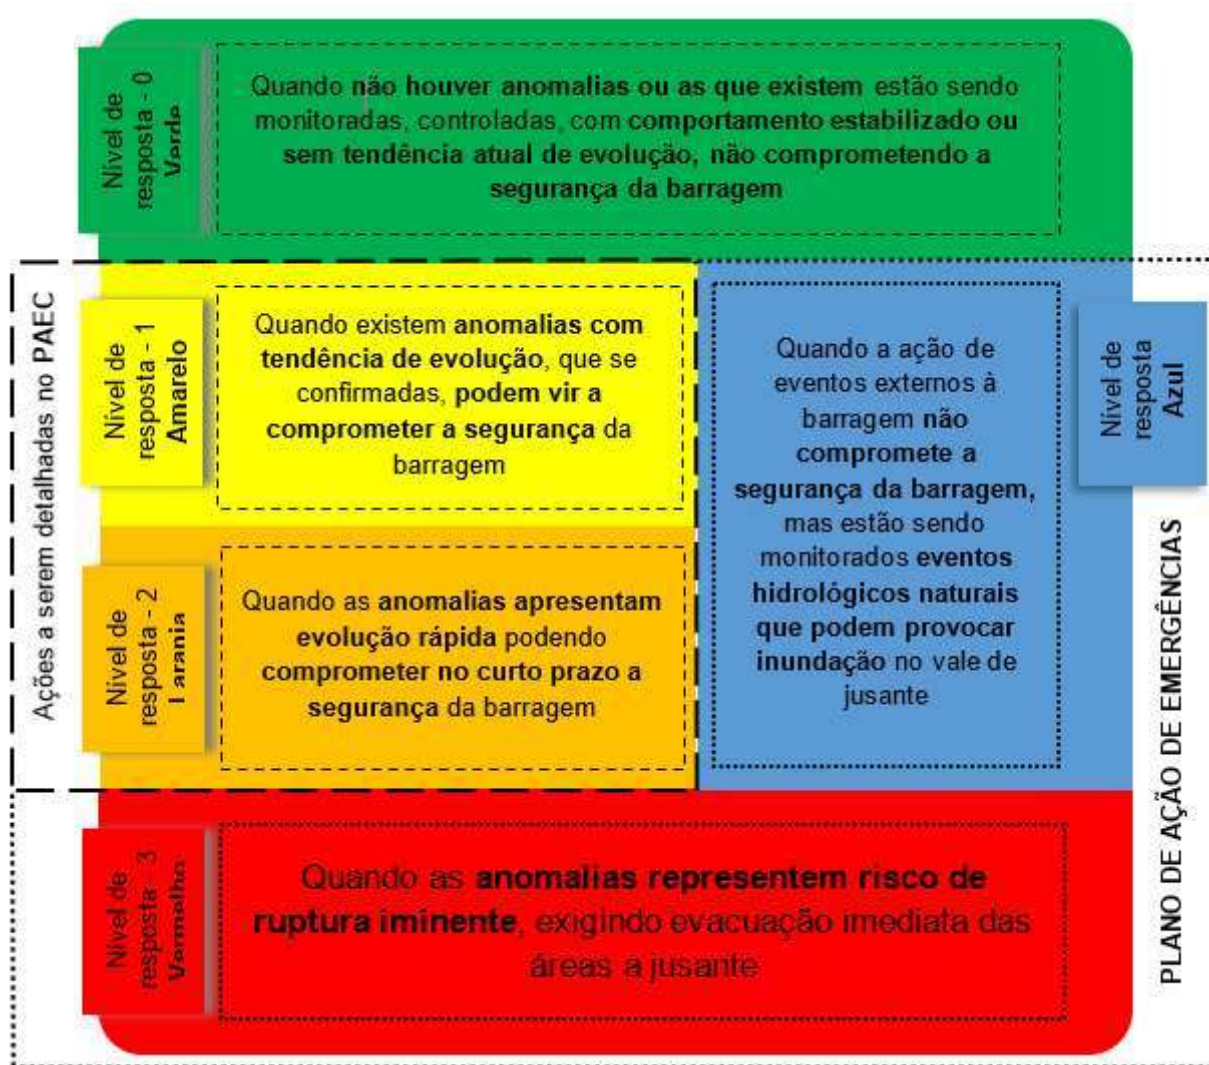 Nível de
resposta - 0
Verde
Quando não houver anomalias ou as que existem estão sendo
monitoradas, controladas, com comportamento estabilizado ou
sem tendência atual de evolução, não comprometendo a
segurança da barragem
Ações a serem detalhadas no PAEC
Nível de
resposta - 1
Amarelo
Quando existem anomalias com
tendência de evolução, que se
confirmadas, podem vir a
comprometer a segurança da
barragem
Nível de
resposta - 2
Laranja
Quando as anomalias apresentam
evolução rápida podendo
comprometer no curto prazo a
segurança da barragem
Quando a ação de
eventos externos à
barragem não
compromete a
segurança da barragem,
mas estão sendo
monitorados eventos
hidrológicos naturais
que podem provocar
inundação no vale de
jusante
Nível de
resposta
Azul
PLANO DE AÇÃO DE EMERGÊNCIAS
Nível de
resposta - 3
Vermelho
Quando as anomalias representem risco de
ruptura iminente, exigindo evacuação imediata das
áreas a jusante